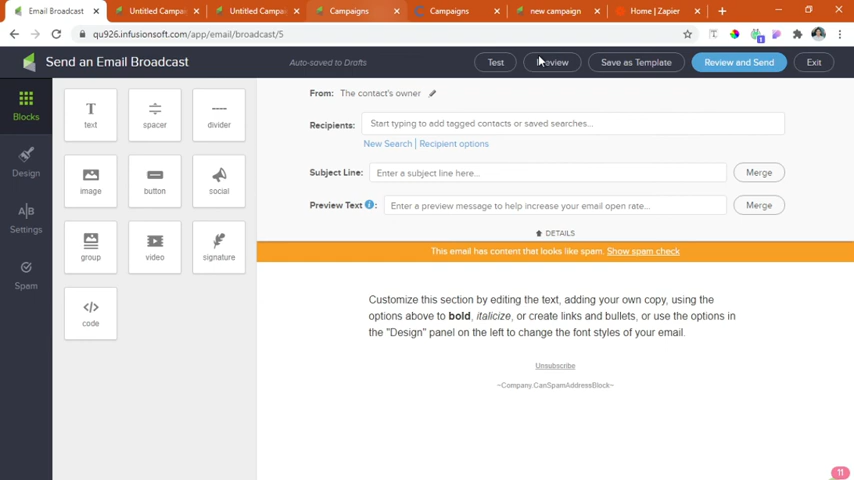 Email Broadcast
Untitled Campai
Untitled Campai
Campaigns
Campaigns
new campaign
Home | Zapier
qu926.infusionsoft.com/app/email/broadcast/5
Send an Email Broadcast
Auto-saved to Drafts
Test
Preview
Save as Template
Review and Send
Exit
Blocks
Design
A|B
Settings
Spam
T
text
spacer
divider
image
button
social
group
video
signature
</>
code
From: The contact's owner
Recipients: Start typing to add tagged contacts or saved searches...
New Search | Recipient options
Subject Line: Enter a subject line here... Merge
Preview Text i : Enter a preview message to help increase your email open rate... Merge
DETAILS
This email has content that looks like spam. Show spam check
Customize this section by editing the text, adding your own copy, using the
options above to bold, italicize, or create links and bullets, or use the options in
the "Design" panel on the left to change the font styles of your email.
Unsubscribe
~Company.CanSpamAddressBlock~
1
11